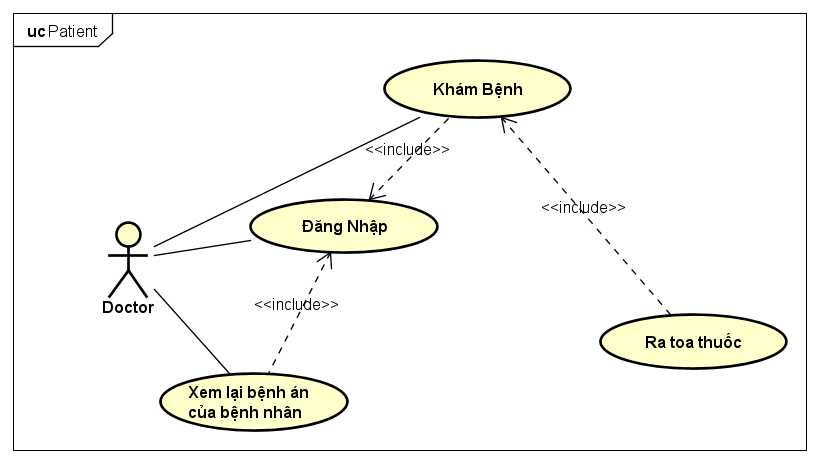 uc Patient
Khám Bệnh
<<include>>
<<include>>
Đăng Nhập
<<include>>
Doctor
Ra toa thuốc
Xem lại bệnh án
của bệnh nhân